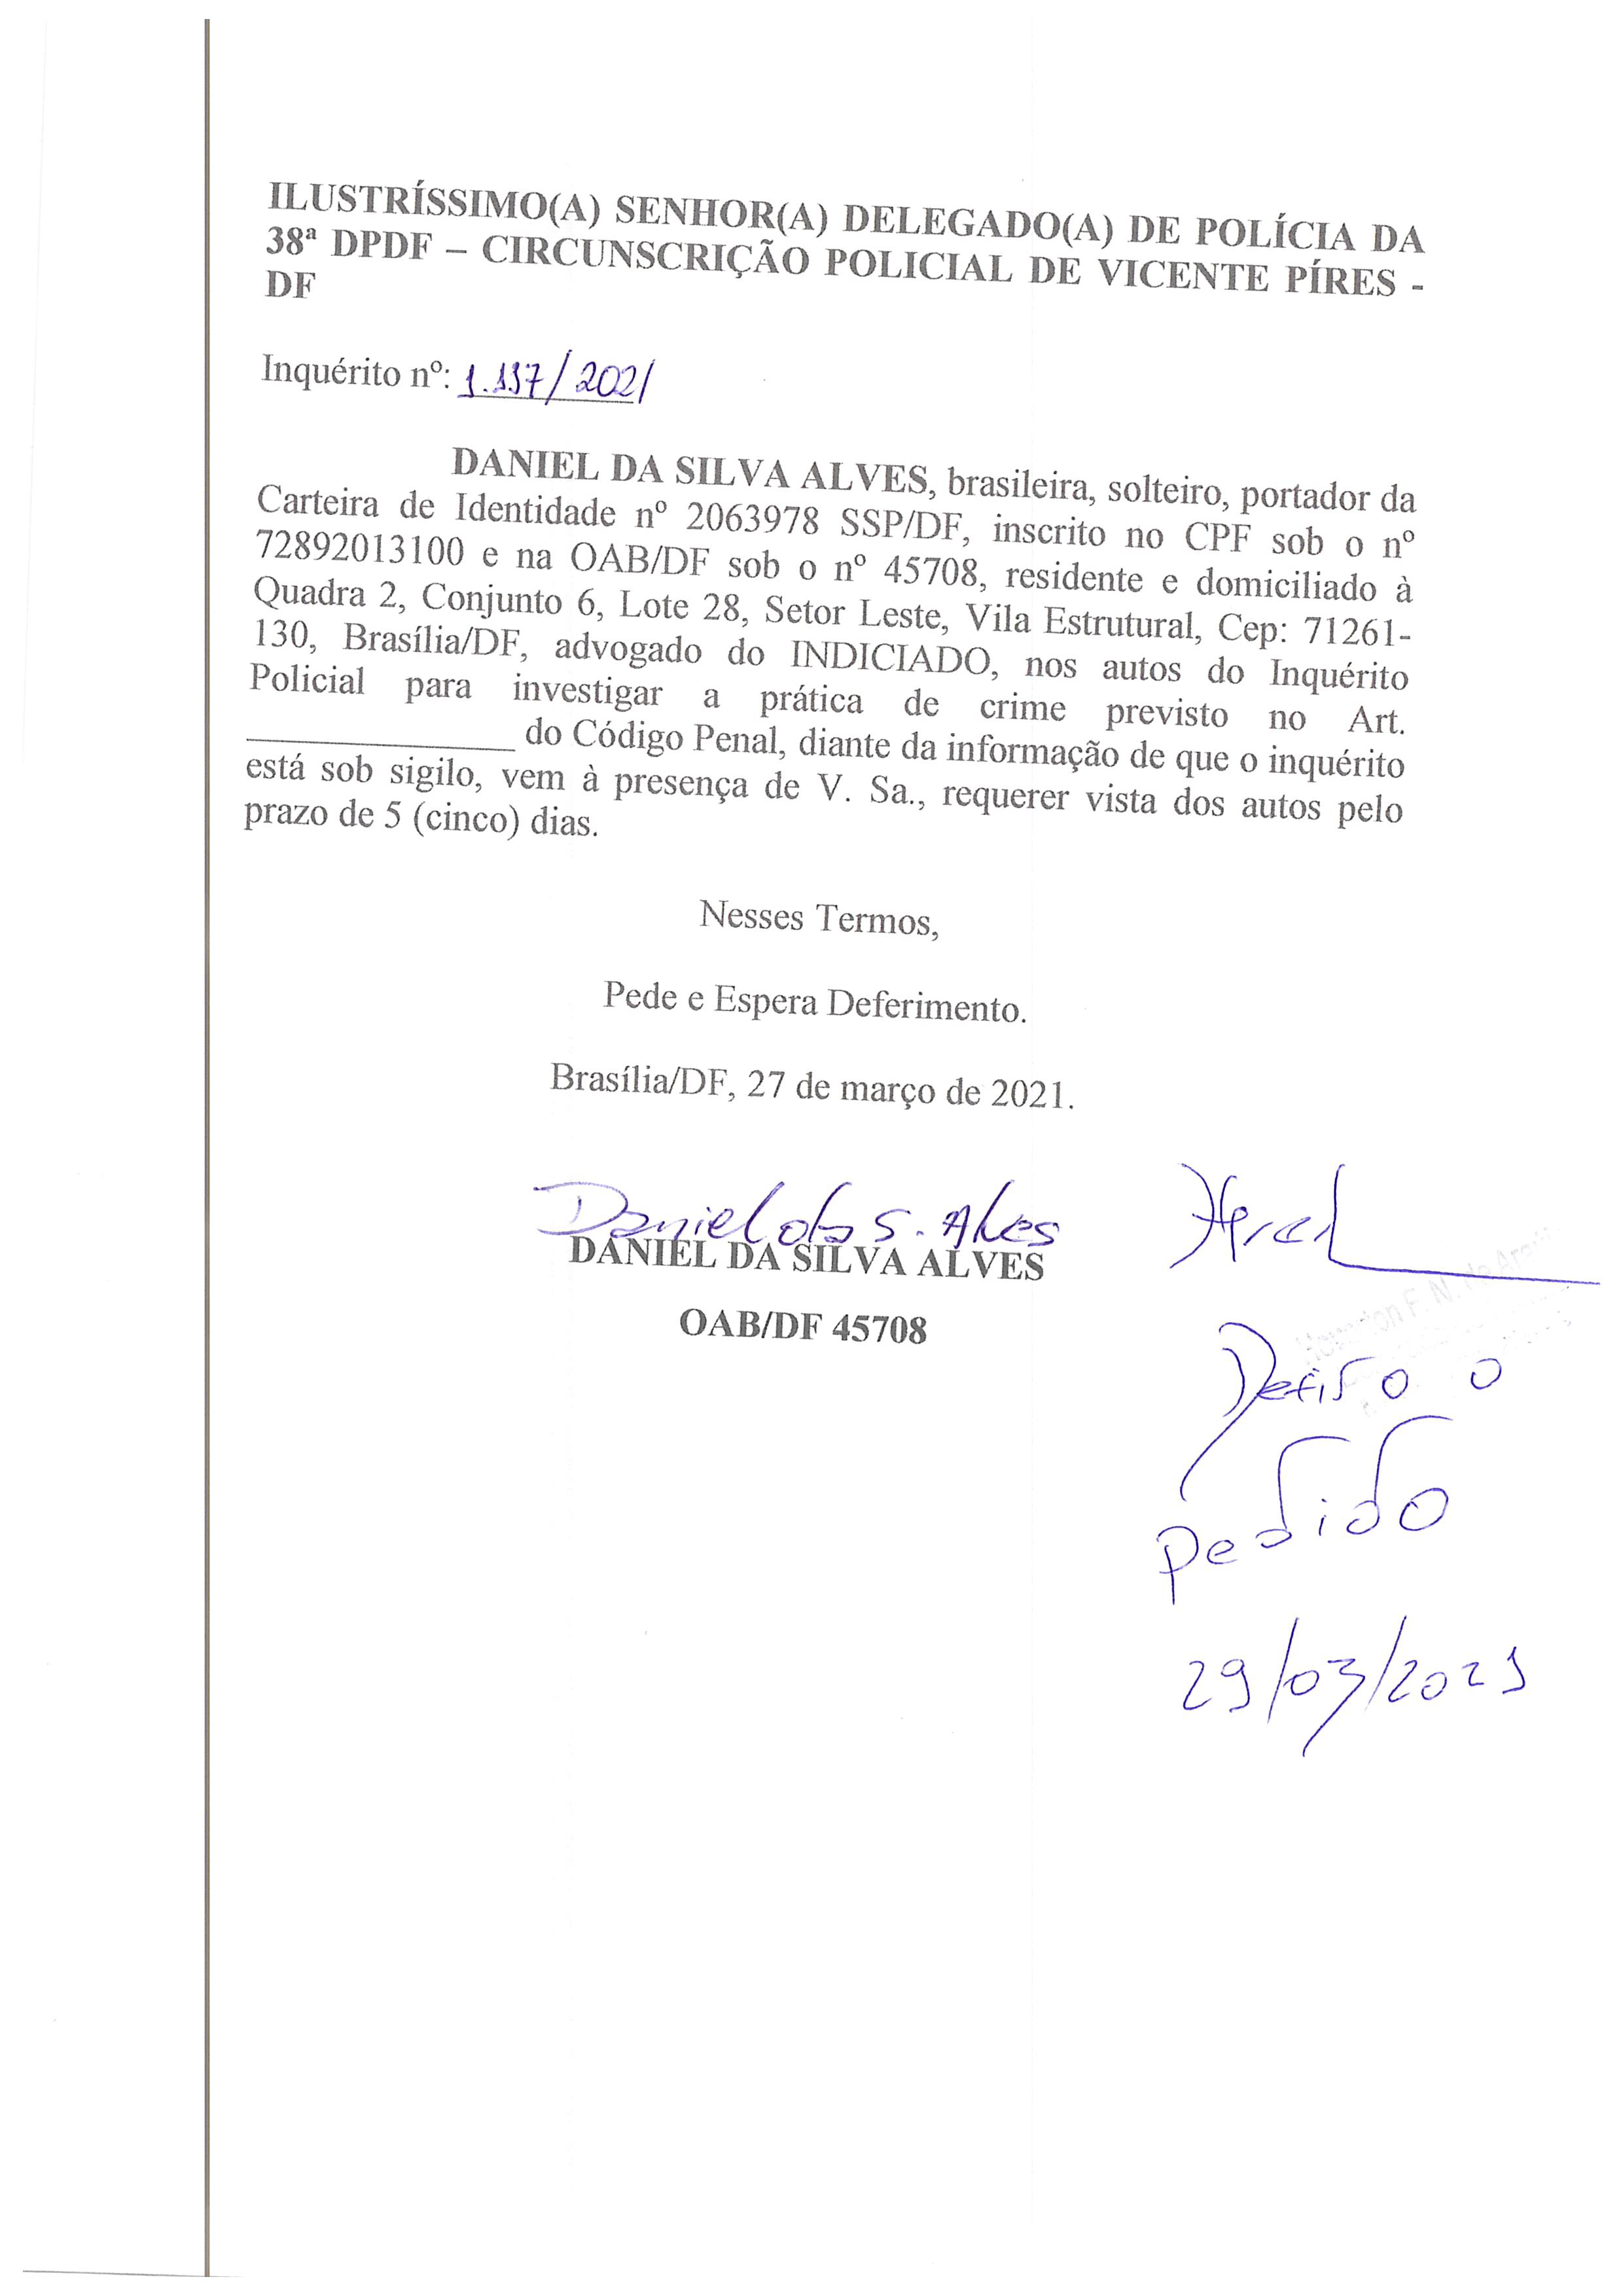 ILUSTRÍSSIMO(A) SENHOR(A) DELEGADO(A) DE POLÍCIA DA
38ª DPDF – CIRCUNSCRIÇÃO POLICIAL DE VICENTE PÍRES -
DF
Inquérito nº: 1.137/2021
DANIEL DA SILVA ALVES, brasileira, solteiro, portador da
Carteira de Identidade nº 2063978 SSP/DF, inscrito no CPF sob o nº
72892013100 e na OAB/DF sob o nº 45708, residente e domiciliado à
Quadra 2, Conjunto 6, Lote 28, Setor Leste, Vila Estrutural, Cep: 71261-
130, Brasília/DF, advogado do INDICIADO, nos autos do Inquérito
Policial para investigar a prática de crime previsto no Art.
_______________ do Código Penal, diante da informação de que o inquérito
está sob sigilo, vem à presença de V. Sa., requerer vista dos autos pelo
prazo de 5 (cinco) dias.
Nesses Termos,
Pede e Espera Deferimento.
Brasília/DF, 27 de março de 2021.
Daniel da S. Alves
DANIEL DA SILVA ALVES
OAB/DF 45708
Defiro o
pedido
29/03/2021